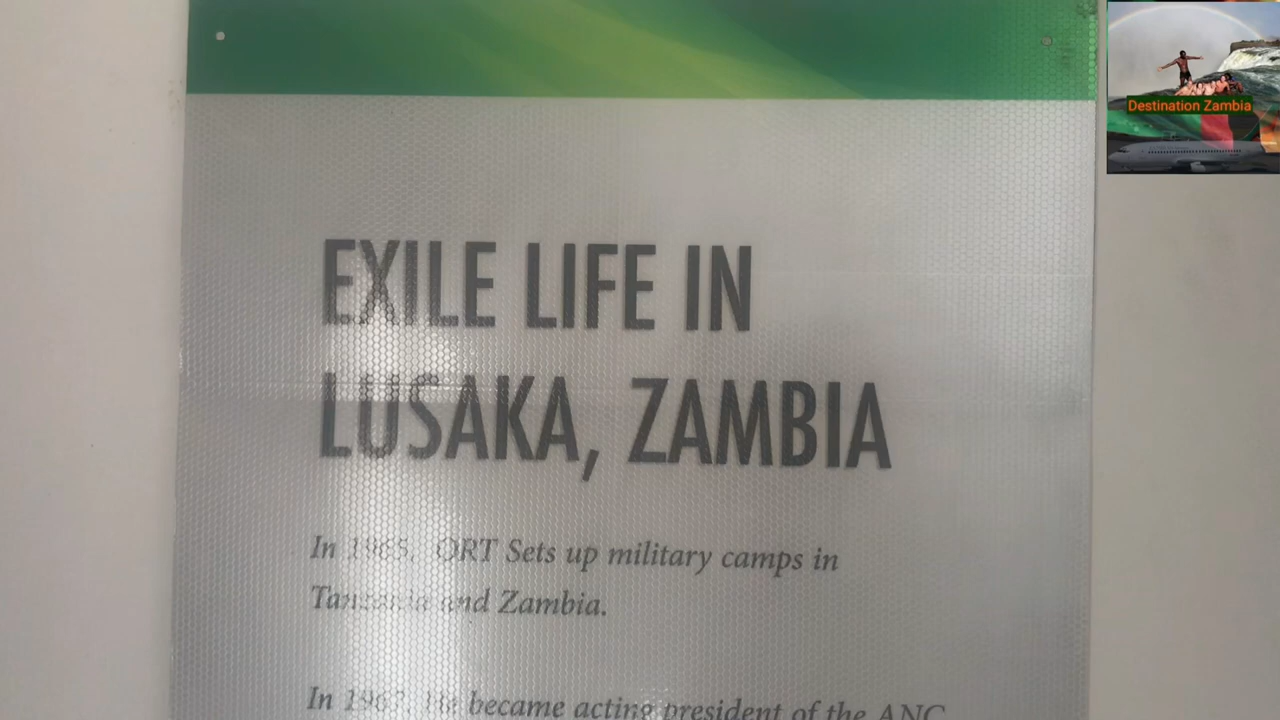 Destination Zambia
EXILE LIFE IN
LUSAKA, ZAMBIA
In 1965, ORT Sets up military camps in
Tanzania and Zambia.
In 1967, He became acting president of the ANC